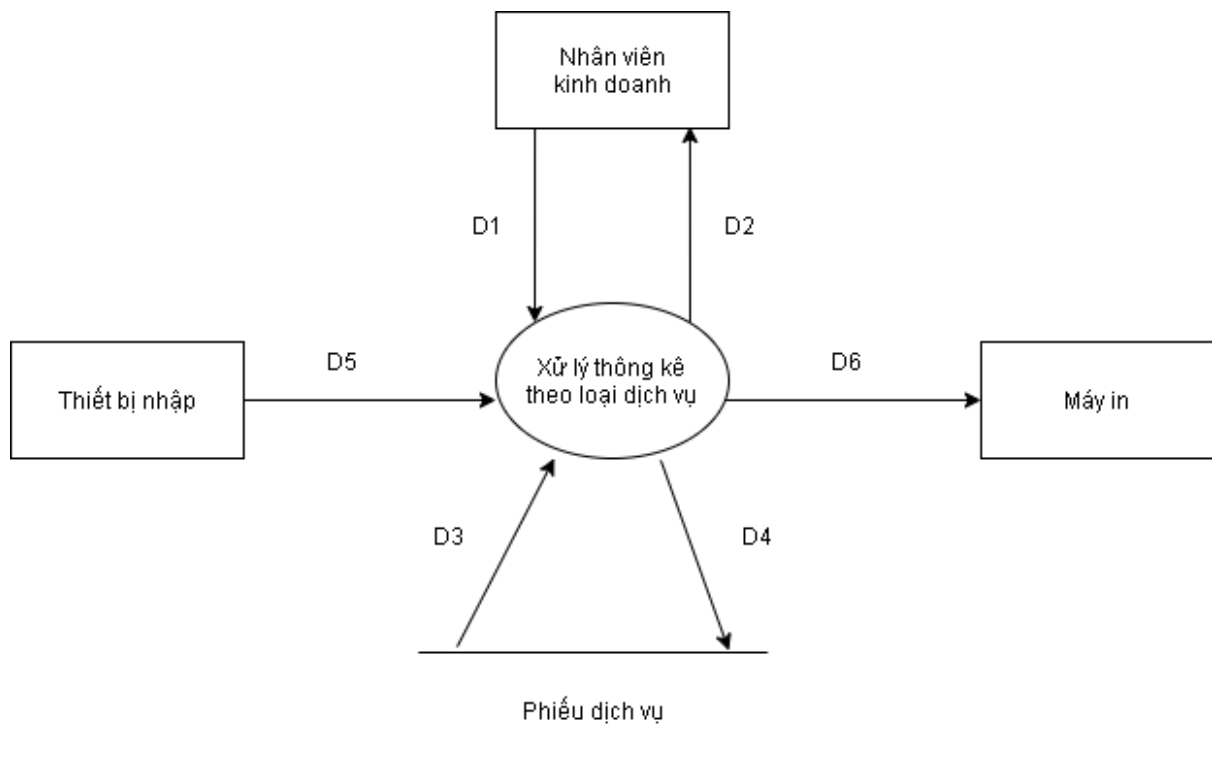 Nhân viên
kinh doanh
D1
D2
Thiết bị nhập
D5
Xử lý thông kê
theo loại dịch vụ
D6
Máy in
D3
D4
Phiếu dịch vụ